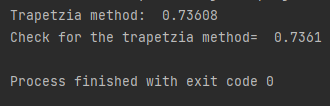 Trapetzia method:  0.73608
Check for the trapetzia method=  0.7361
Process finished with exit code 0